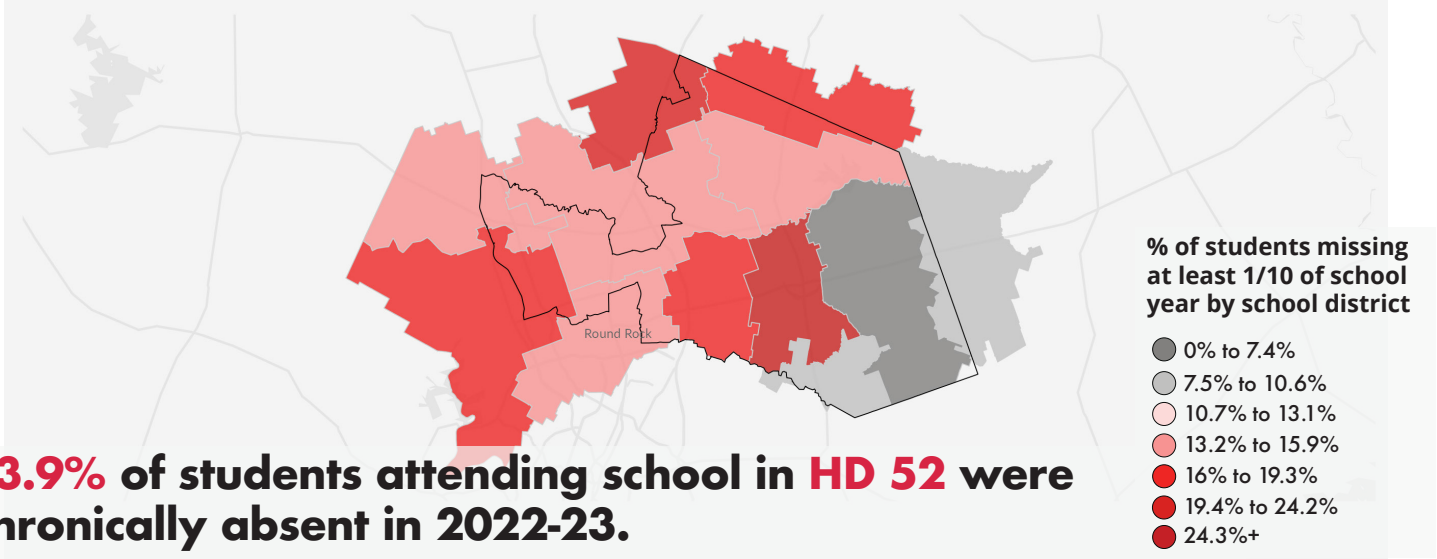 Round Rock
% of students missing
at least 1/10 of school
year by school district
0% to 7.4%
7.5% to 10.6%
10.7% to 13.1%
13.2% to 15.9%
16% to 19.3%
19.4% to 24.2%
24.3%+
3.9% of students attending school in HD 52 were
hronically absent in 2022-23.